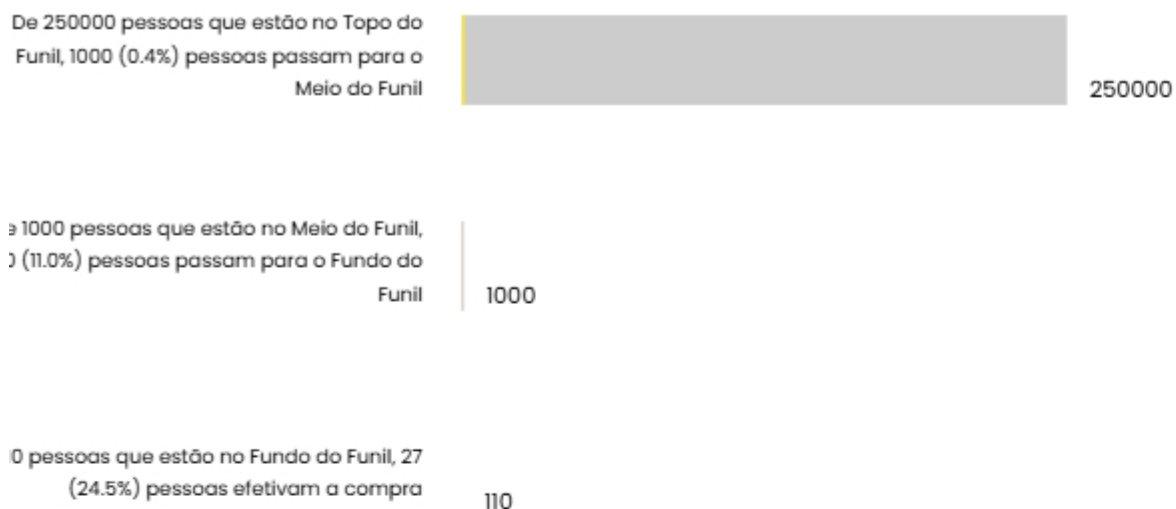 De 250000 pessoas que estão no Topo do
Funil, 1000 (0.4%) pessoas passam para o
Meio do Funil
250000
1000 pessoas que estão no Meio do Funil,
(11.0%) pessoas passam para o Fundo do
Funil
1000
pessoas que estão no Fundo do Funil, 27
(24.5%) pessoas efetivam a compra
110